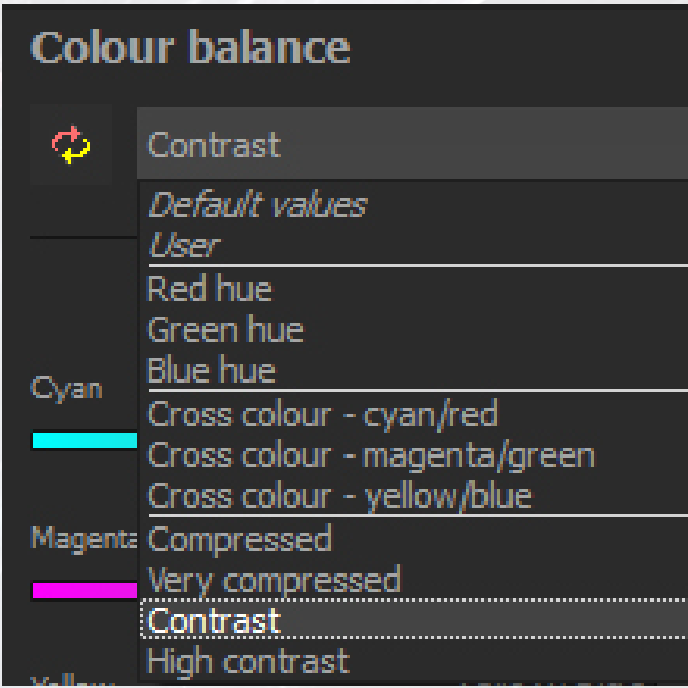 Colour balance
Contrast
Default values
User
Red hue
Green hue
Blue hue
Cyan
Cross colour - cyan/red
Cross colour - magenta/green
Cross colour - yellow/blue
Magenta
Compressed
Very compressed
Contrast
High contrast